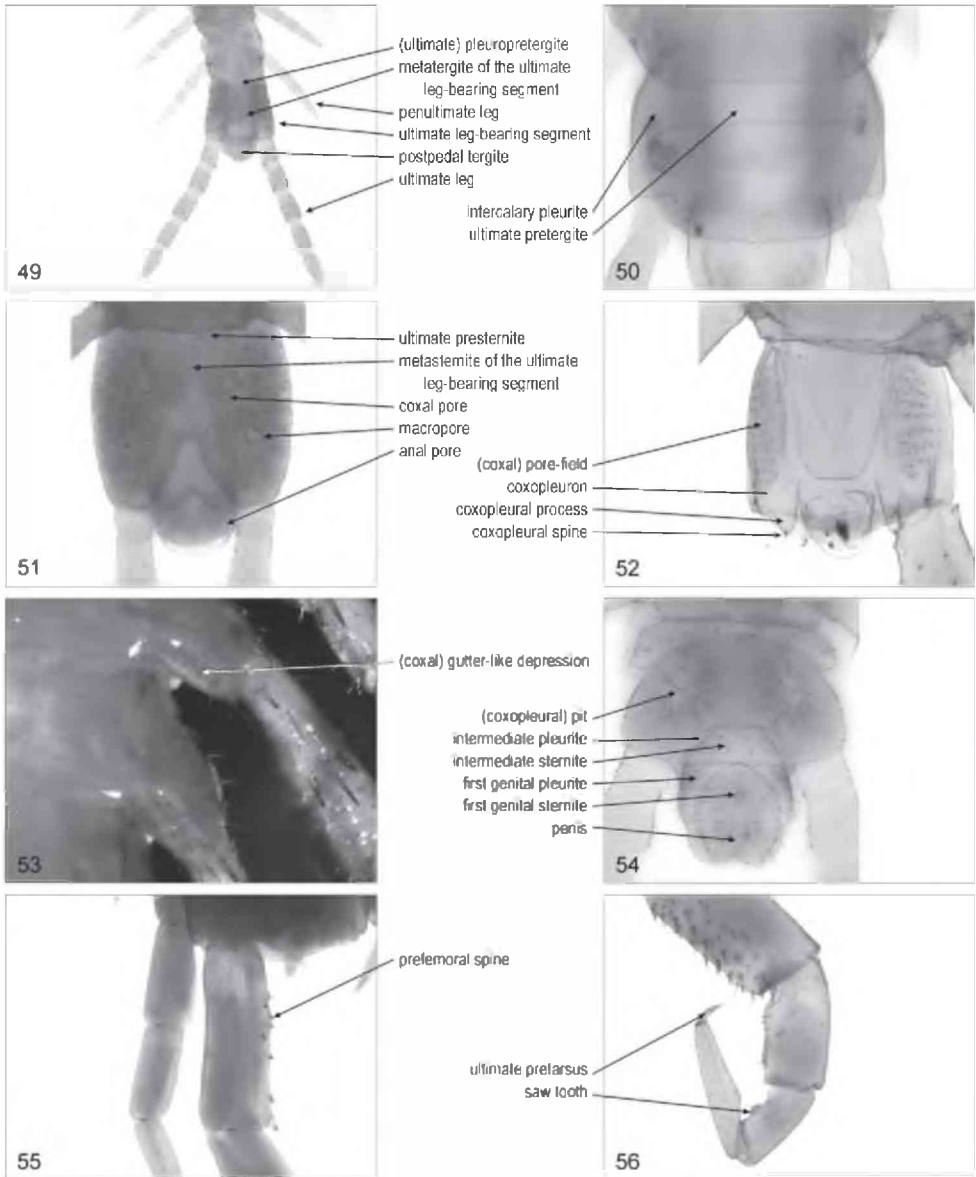 (ultimate) pleuropretergite
metatergite of the ultimate
leg-bearing segment
penultimate leg
ultimate leg-bearing segment
postpedal tergite
ultimate leg
49
intercalary pleurite
ultimate pretergite
50
ultimate presternite
metasternite of the ultimate
leg-bearing segment
coxal pore
macropore
anal pore
51
(coxal) pore-field
coxopleuron
coxopleural process
coxopleural spine
52
(coxal) gutter-like depression
53
(coxopleural) pit
intermediate pleurite
intermediate sternite
first genital pleurite
first genital sternite
penis
54
prefemoral spine
55
ultimate pretarsus
saw tooth
56